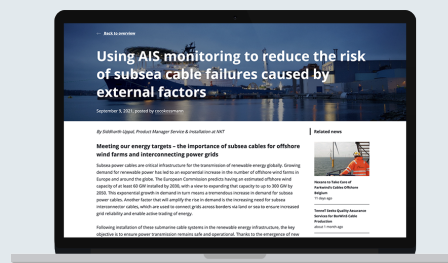 ← Back to overview
Using AIS monitoring to reduce the risk
of subsea cable failures caused by
external factors
September 9, 2021, posted by
By Siddharth Uppal, Product Manager Service & Installation at NKT
Related news
Meeting our energy targets – the importance of subsea cables for offshore
wind farms and interconnecting power grids
Subsea power cables are critical infrastructure for the transmission of renewable energy globally. Growing
demand for renewable power has led to an exponential increase in the number of offshore wind farms in
Europe and around the globe. The European Commission predicts having an estimated offshore wind
capacity of at least 60 GW installed by 2030, with a view to expanding that capacity to up to 300 GW by
2050. This exponential growth in demand in turn means a tremendous increase in demand for subsea
power cables. Another factor that will amplify the rise in demand is the increasing need for subsea
interconnector cables, which are used to connect grids across borders via land or sea to ensure increased
grid reliability and enable active trading of energy.
Following installation of these submarine cable systems in the renewable energy infrastructure, the key
objective is to ensure power transmission remains safe and operational. Thanks to the emergence of new
Nexans to Take Care of
Parkwind's Cables Offshore
Belgium
11 days ago
TenneT Seeks Quality Assurance
Services for BorWin6 Cable
Production
about 1 month ago